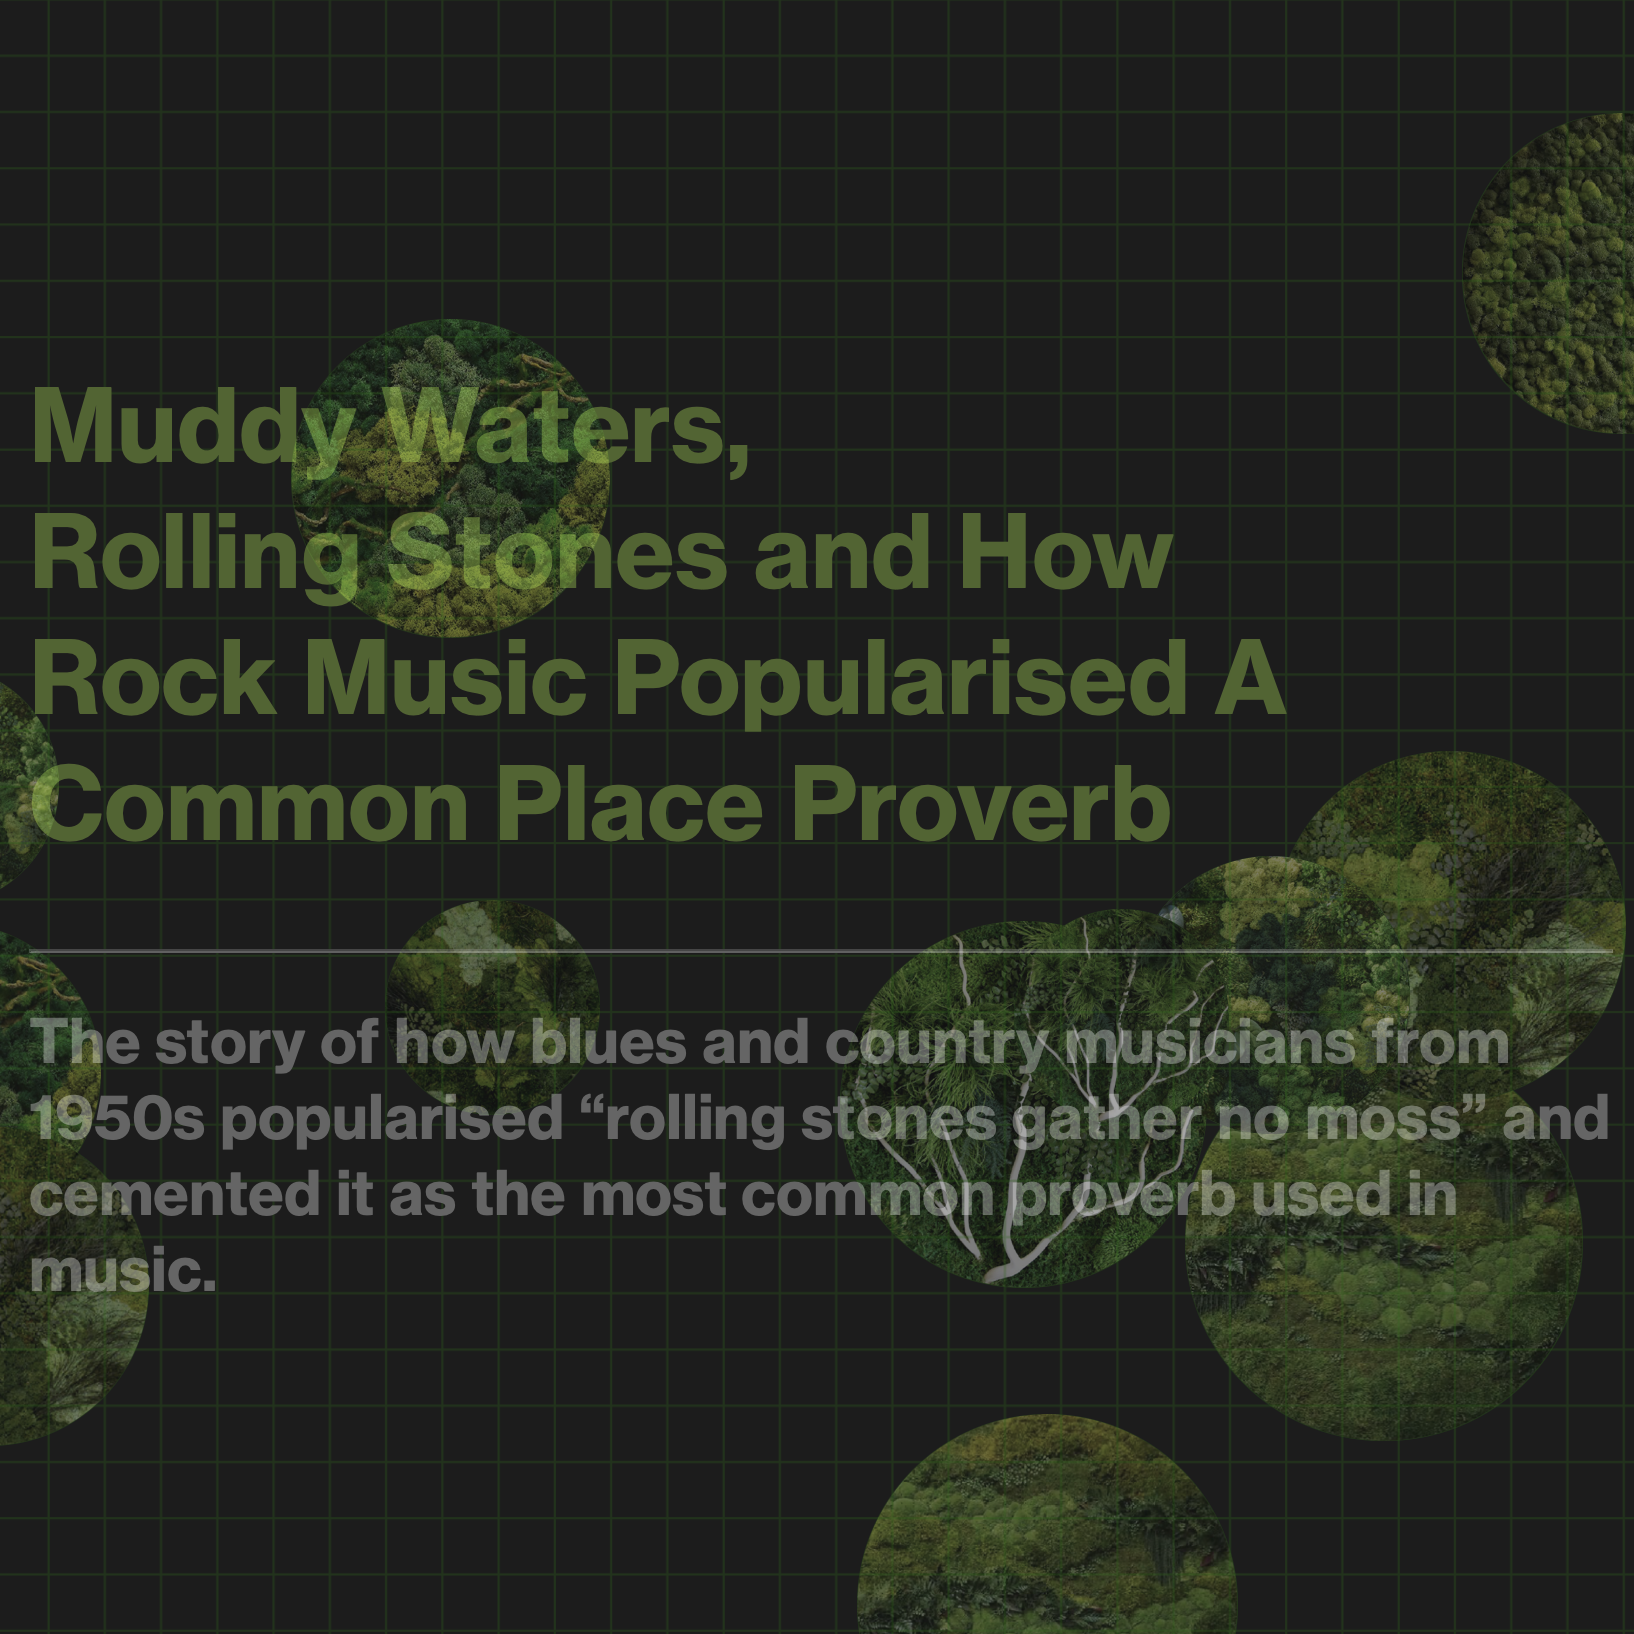 Muddy Waters,
Rolling Stones and How
Rock Music Popularised A
Common Place Proverb
The story of how blues and country musicians from
1950s popularised “rolling stones gather no moss” and
cemented it as the most common proverb used in
music.